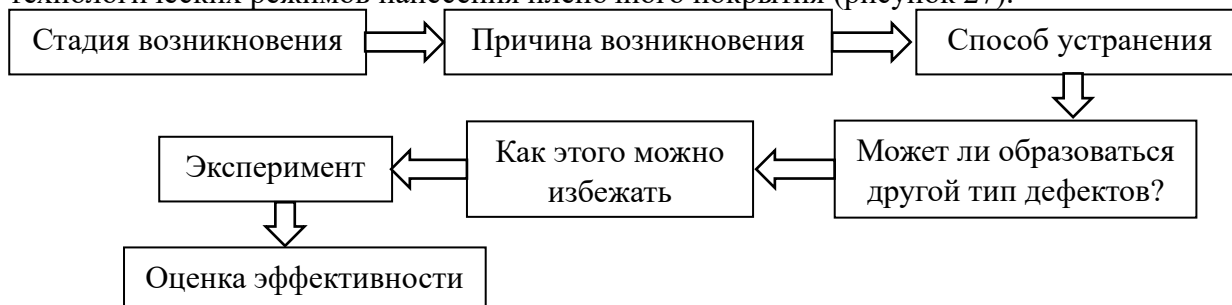 технологических режимов нанесения пленочного покрытия (рисунок 27).
Стадия возникновения
Причина возникновения
Способ устранения
Может ли образоваться
другой тип дефектов?
Как этого можно
избежать
Эксперимент
Оценка эффективности